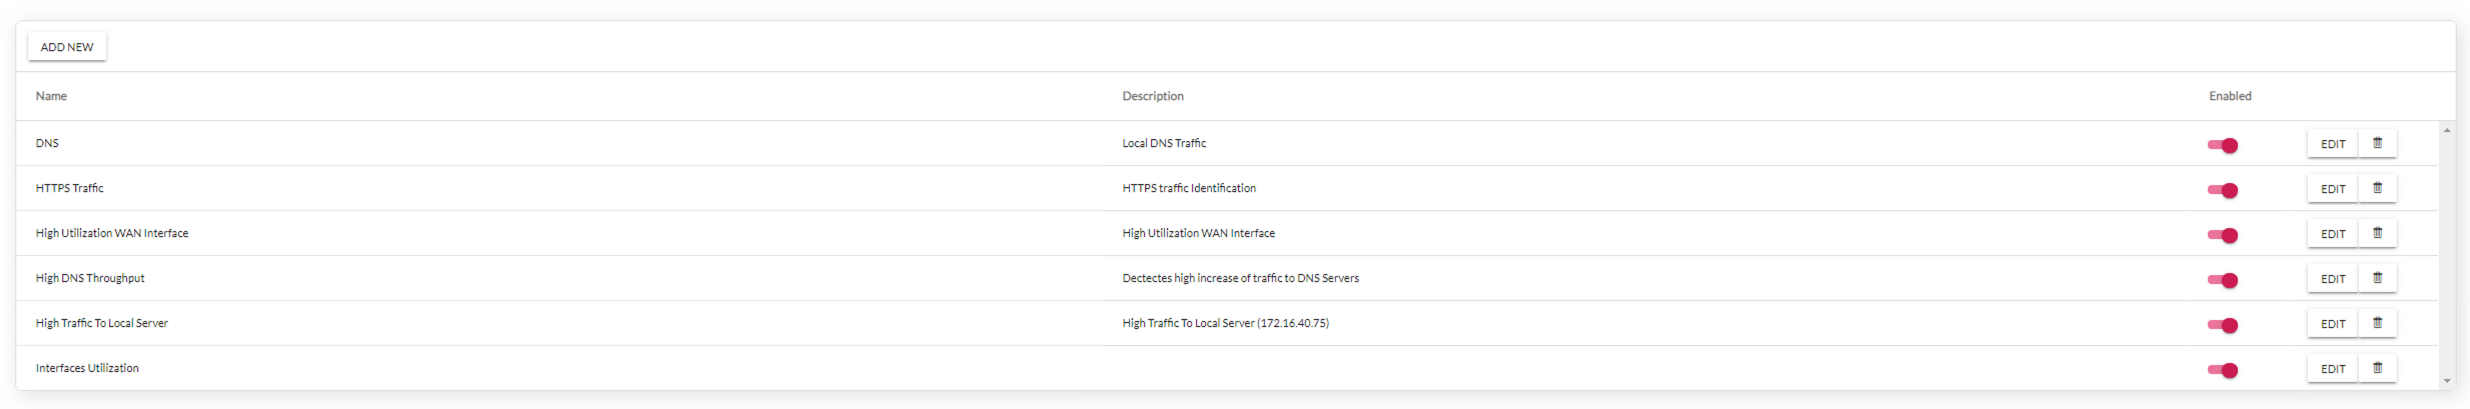 ADD NEW
Name Description Enabled
DNS Local DNS Traffic EDIT
HTTPS Traffic HTTPS traffic Identification EDIT
High Utilization WAN Interface High Utilization WAN Interface EDIT
High DNS Throughput Dectectes high increase of traffic to DNS Servers EDIT
High Traffic To Local Server High Traffic To Local Server (172.16.40.75) EDIT
Interfaces Utilization EDIT